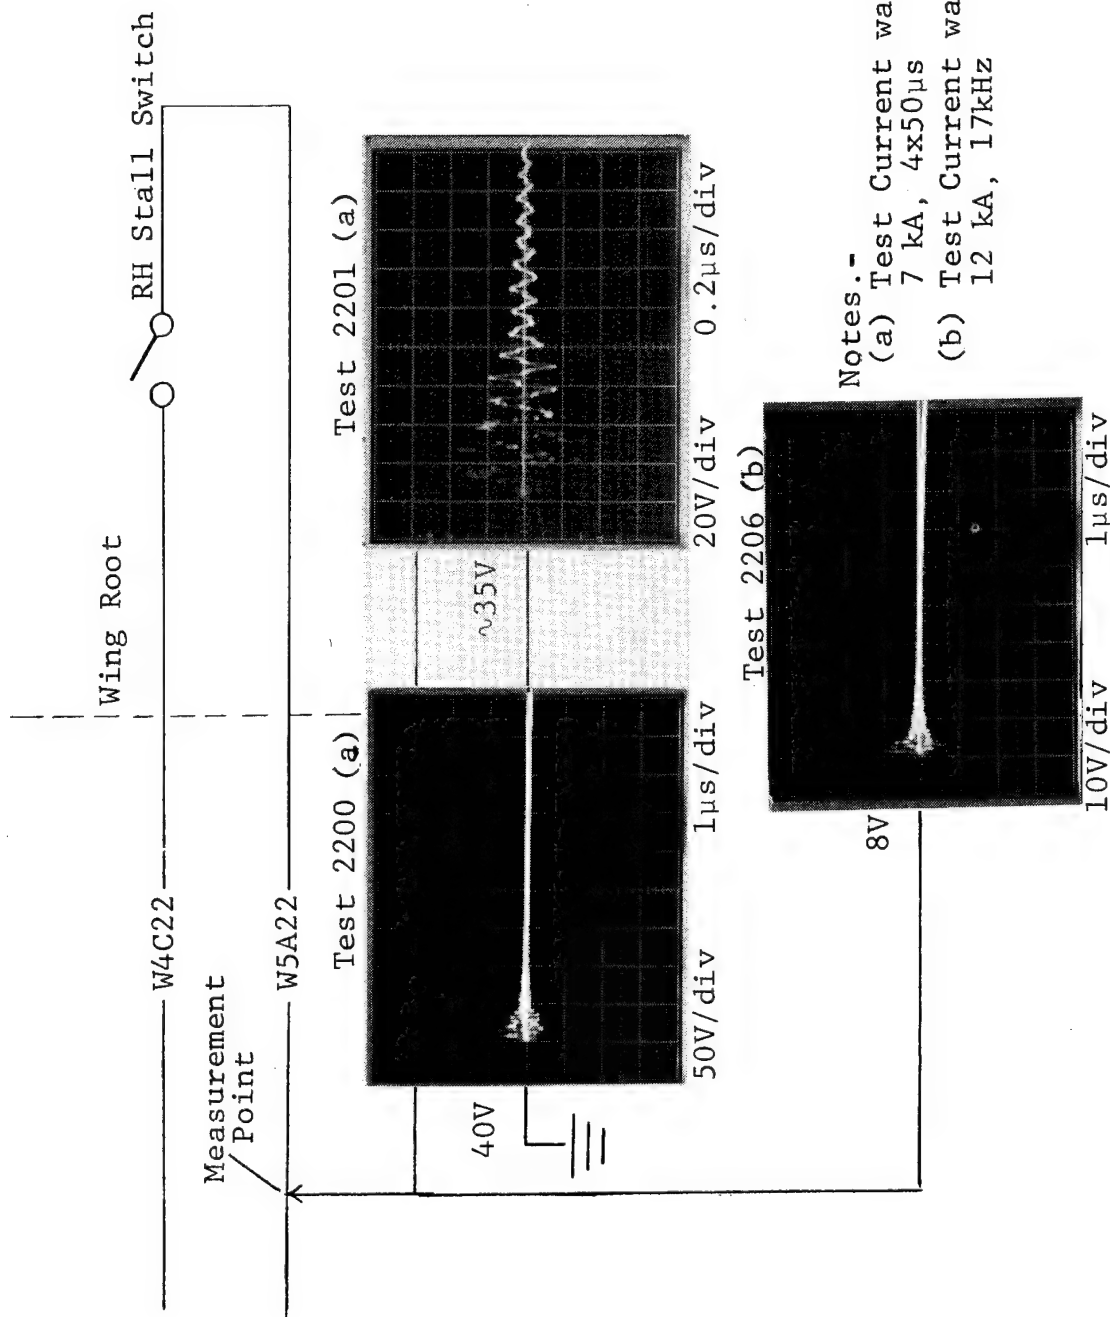 RH Stall Switch
Wing Root
W4C22
W5A22
Measurement
Point
Test 2200 (a)
40V
50V/div
1µs/div
Test 2201 (a)
~35V
20V/div
0.2µs/div
Test 2206 (b)
8V
10V/div
1µs/div
Notes.-
(a) Test Current wa
7 kA, 4x50µs
(b) Test Current wa
12 kA, 17kHz